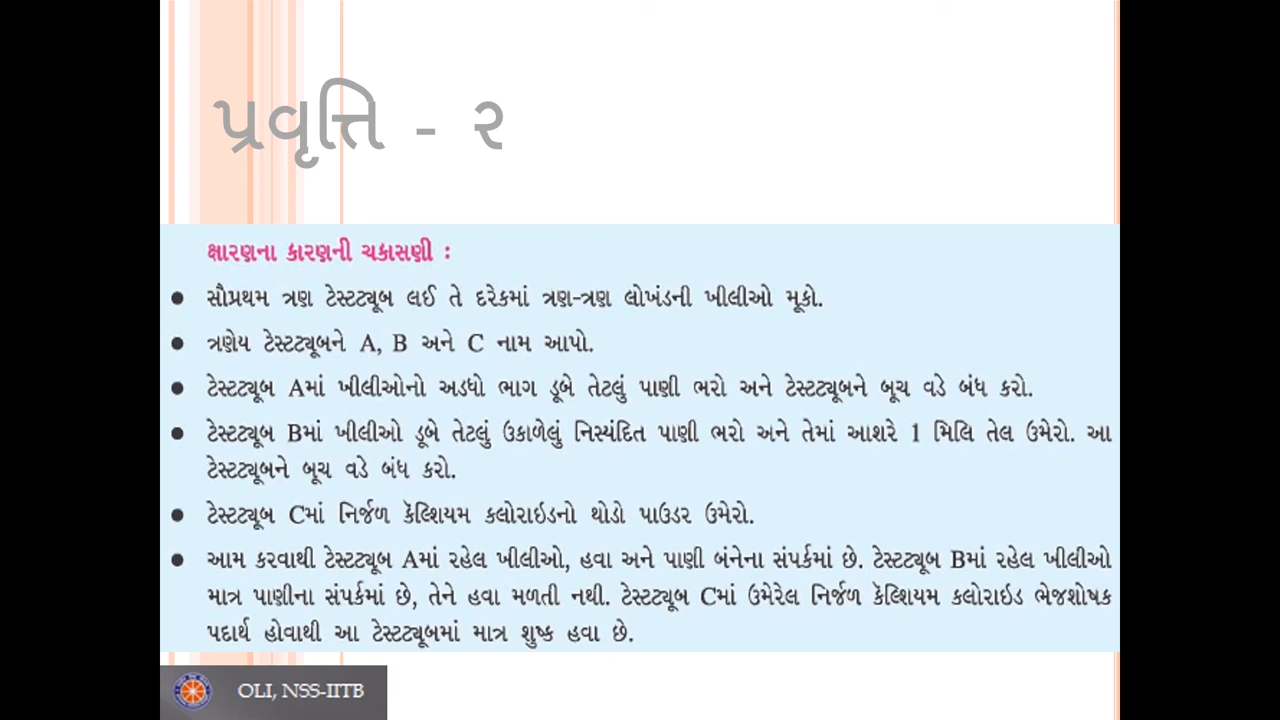 પ્રવૃત્તિ - ૨
ક્ષારણના કારણની ચકાસણી :
● સૌપ્રથમ ત્રણ ટેસ્ટટ્યૂબ લઈ તે દરેકમાં ત્રણ-ત્રણ લોખંડની ખીલીઓ મૂકો.
● ત્રણેય ટેસ્ટટ્યૂબને A, B અને C નામ આપો.
● ટેસ્ટટ્યૂબ Aમાં ખીલીઓનો અડધો ભાગ ડૂબે તેટલું પાણી ભરો અને ટેસ્ટટ્યૂબને બૂચ વડે બંધ કરો.
● ટેસ્ટટ્યૂબ Bમાં ખીલીઓ ડૂબે તેટલું ઉકાળેલું નિસ્યંદિત પાણી ભરો અને તેમાં આશરે 1 મિલિ તેલ ઉમેરો. આ
ટેસ્ટટ્યૂબને બૂચ વડે બંધ કરો.
● ટેસ્ટટ્યૂબ Cમાં નિર્જળ કૅલ્શિયમ ક્લોરાઇડનો થોડો પાઉડર ઉમેરો.
● આમ કરવાથી ટેસ્ટટ્યૂબ Aમાં રહેલ ખીલીઓ, હવા અને પાણી બંનેના સંપર્કમાં છે. ટેસ્ટટ્યૂબ Bમાં રહેલ ખીલીઓ
માત્ર પાણીના સંપર્કમાં છે, તેને હવા મળતી નથી. ટેસ્ટટ્યૂબ Cમાં ઉમેરેલ નિર્જળ કૅલ્શિયમ ક્લોરાઇડ ભેજશોષક
પદાર્થ હોવાથી આ ટેસ્ટટ્યૂબમાં માત્ર શુષ્ક હવા છે.
OLI, NSS-IITB